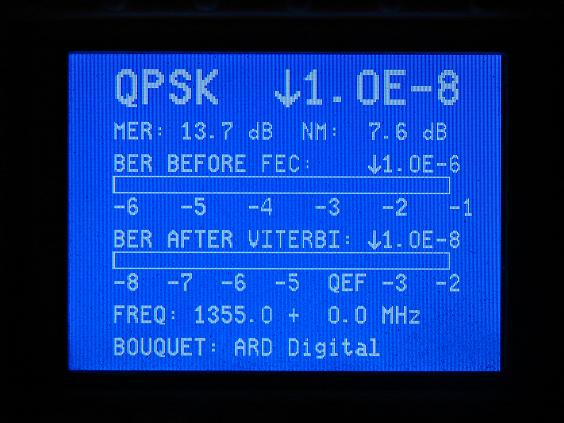 QPSK ↓1.0E-8
MER: 13.7 dB NM: 7.6 dB
BER BEFORE FEC: ↓1.0E-6
-6 -5 -4 -3 -2 -1
BER AFTER VITERBI: ↓1.0E-8
-8 -7 -6 -5 QEF -3 -2
FREQ: 1355.0 + 0.0 MHz
BOUQUET: ARD Digital